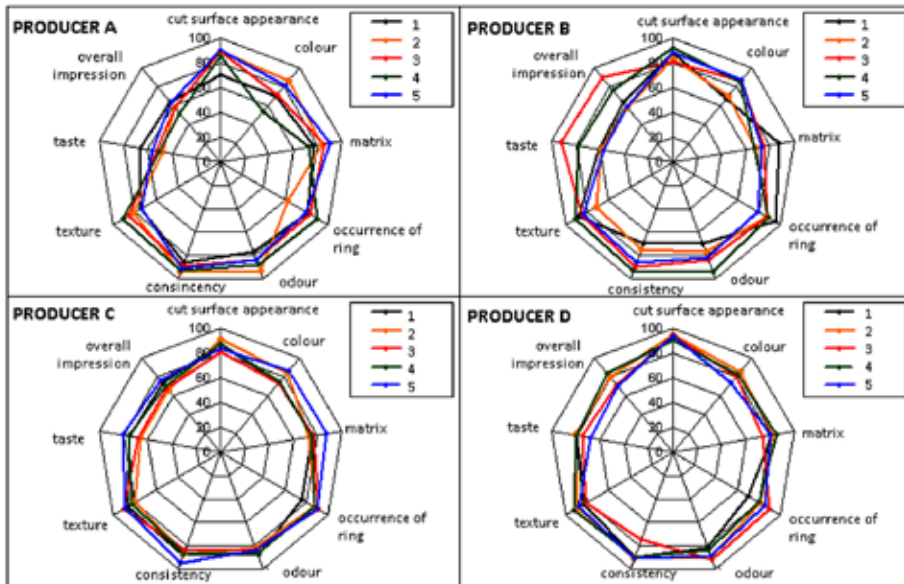 PRODUCER A
cut surface appearance
colour
matrix
occurrence of
ring
odour
consincency
texture
taste
overall
impression
100
80
60
40
20
0
1
2
3
4
5
PRODUCER B
cut surface appearance
colour
matrix
occurrence of
ring
odour
consistency
texture
taste
overall
impression
100
80
60
40
20
0
1
2
3
4
5
PRODUCER C
cut surface appearance
colour
matrix
occurrence of
ring
odour
consistency
texture
taste
overall
impression
100
80
60
40
20
0
1
2
3
4
5
PRODUCER D
cut surface appearance
colour
matrix
occurrence of
ring
odour
consistency
texture
taste
overall
impression
100
80
60
40
20
0
1
2
3
4
5